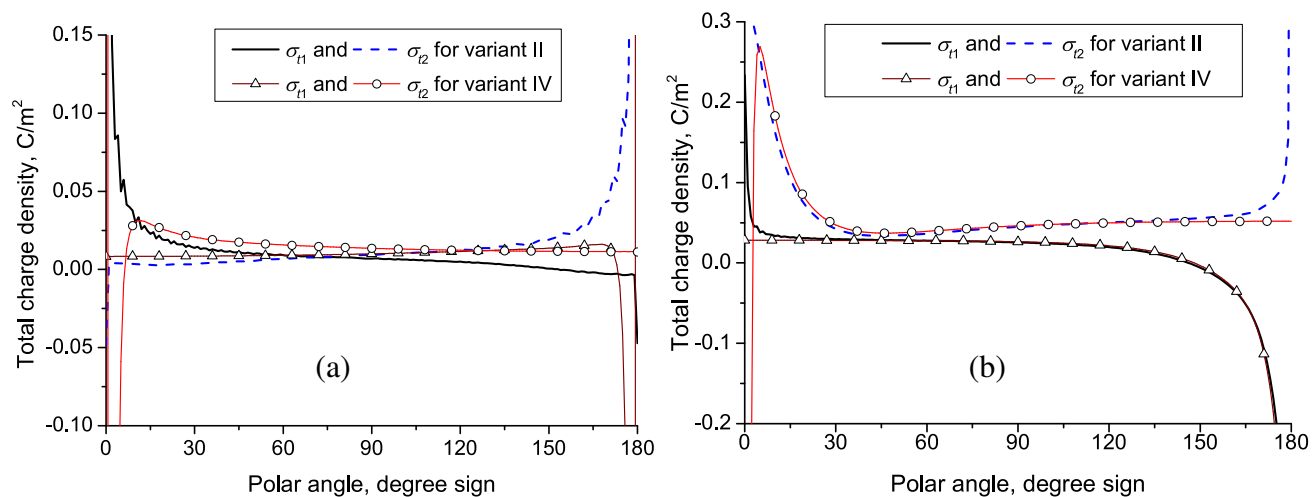 σt1 and σt2 for variant II
σt1 and σt2 for variant IV
Total charge density, C/m²
0.15
0.10
0.05
0.00
-0.05
-0.10
(a)
0 30 60 90 120 150 180
Polar angle, degree sign
σt1 and σt2 for variant II
σt1 and σt2 for variant IV
Total charge density, C/m²
0.3
0.2
0.1
0.0
-0.1
-0.2
(b)
0 30 60 90 120 150 180
Polar angle, degree sign